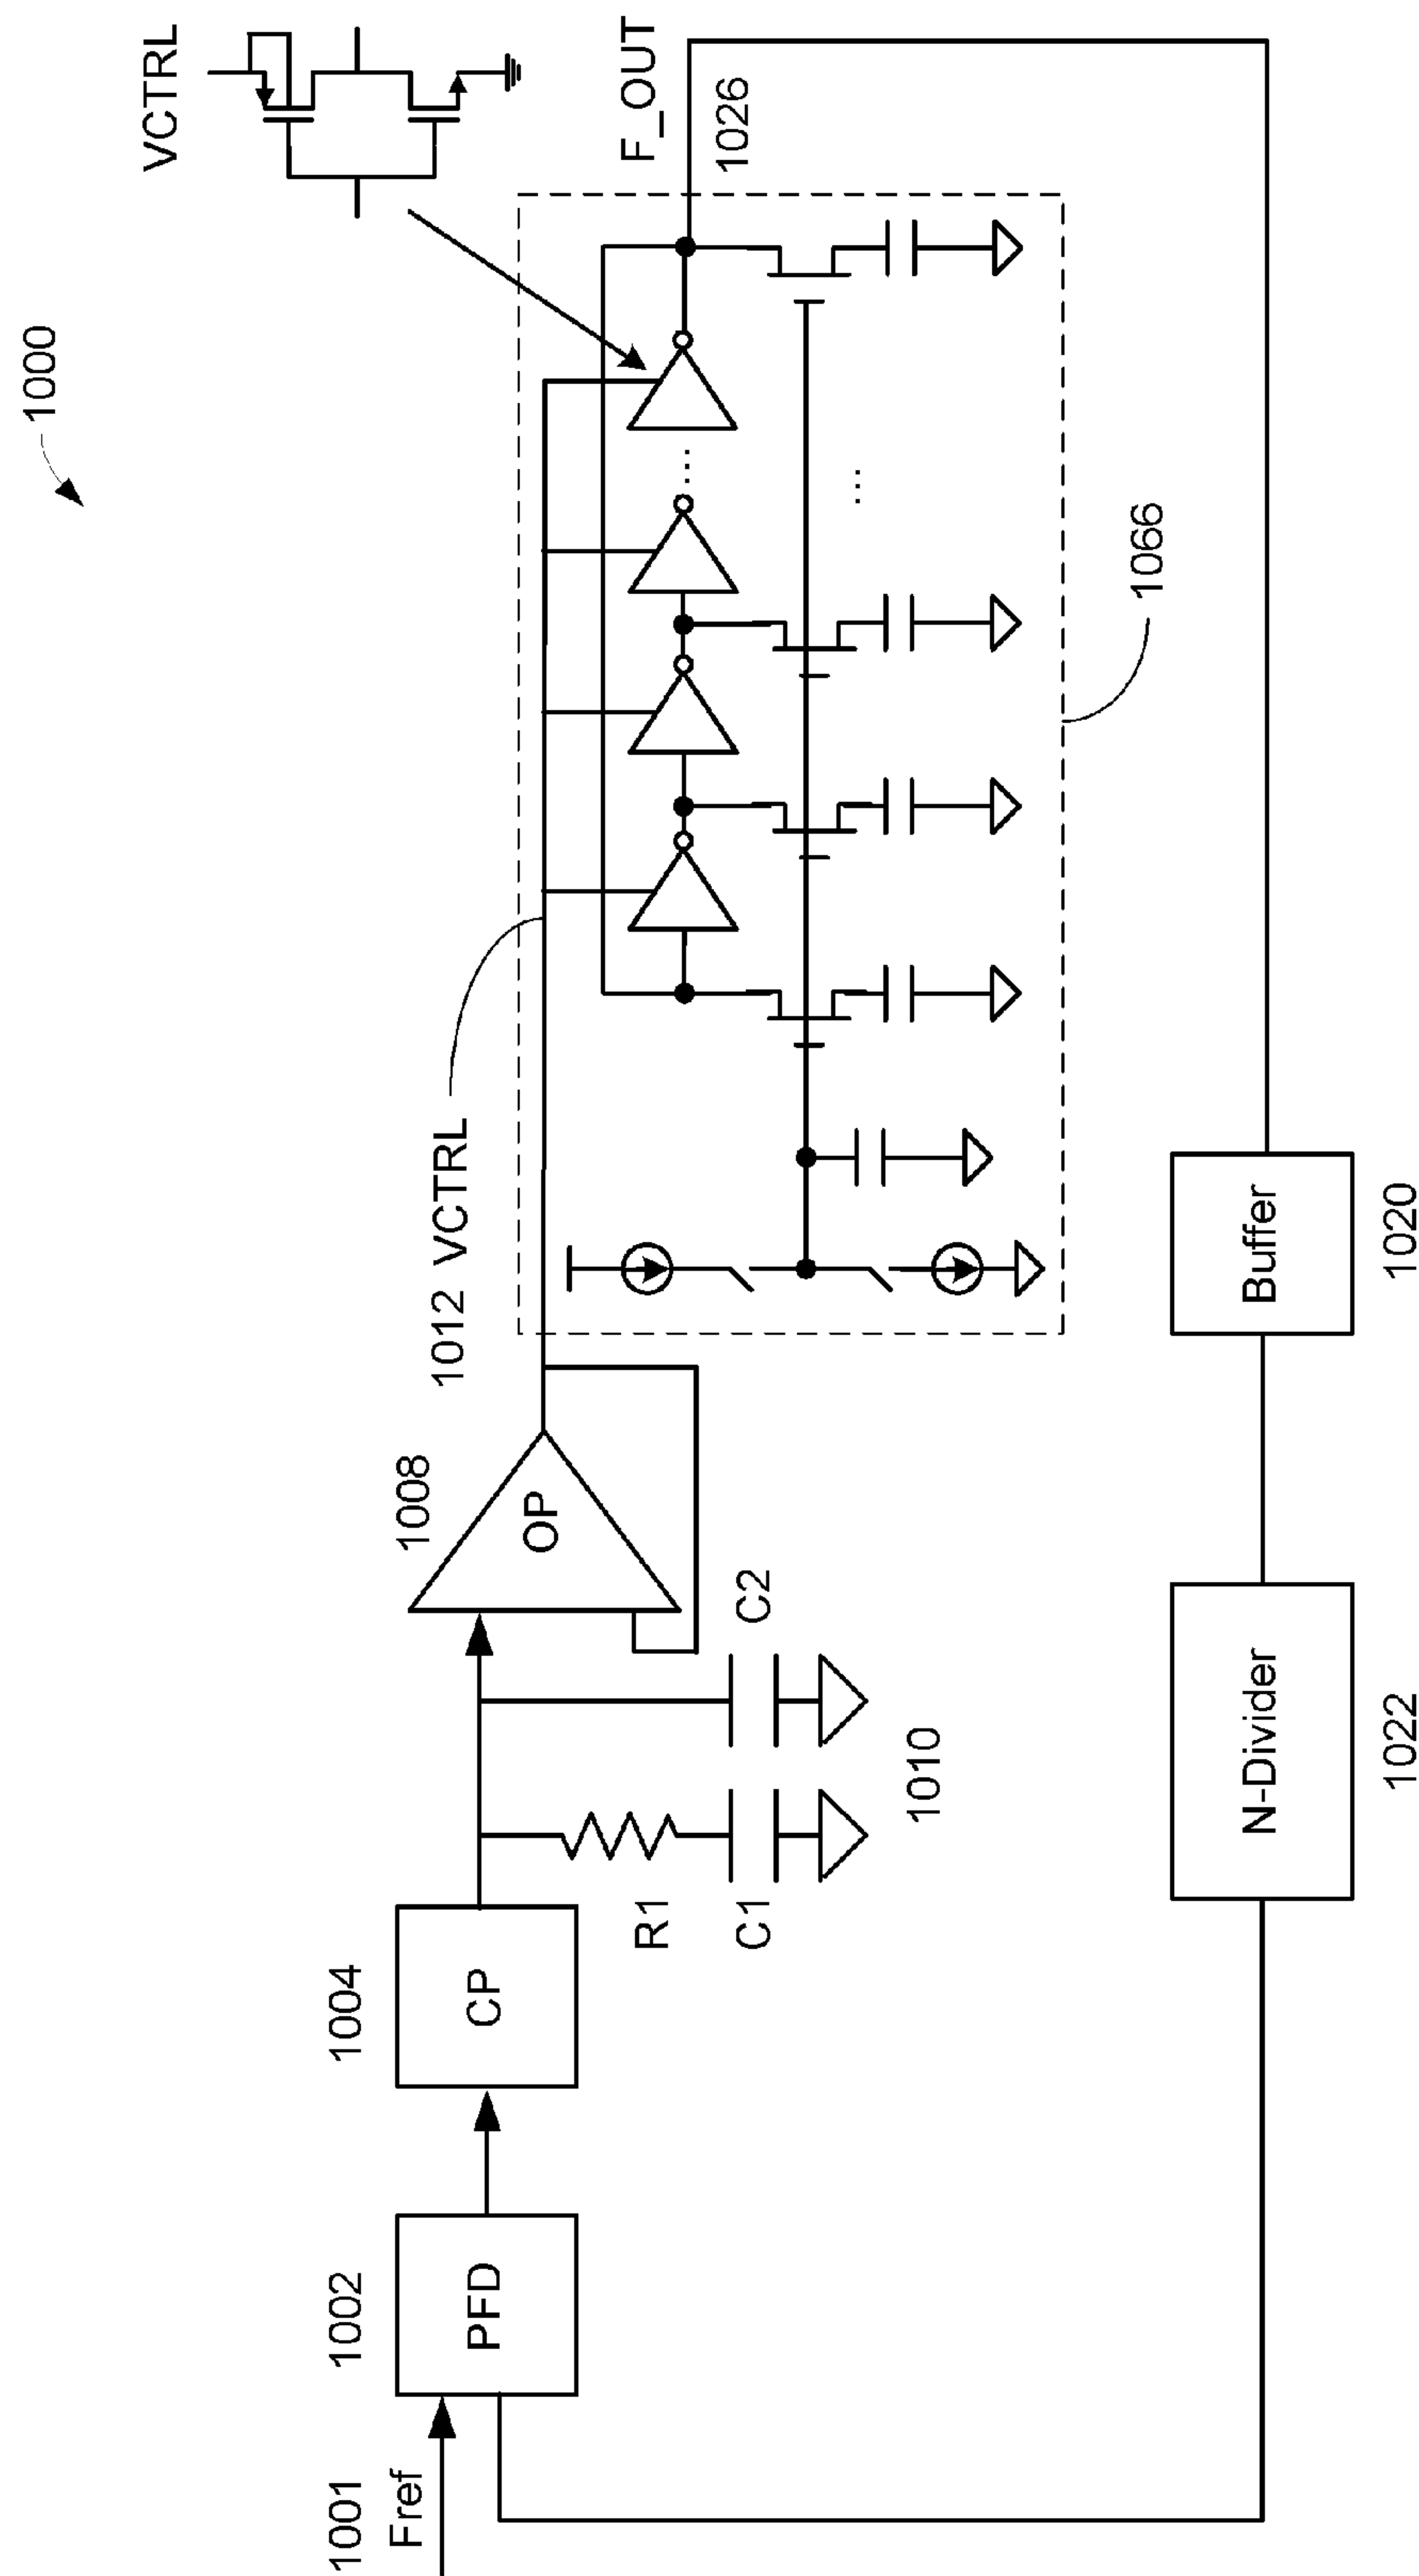 1000
VCTRL
F_OUT
1026
1012 VCTRL
1008
OP
1066
1004
CP
R1
C1
C2
1010
1002
PFD
1001
Fref
Buffer
1020
N-Divider
1022
...
...